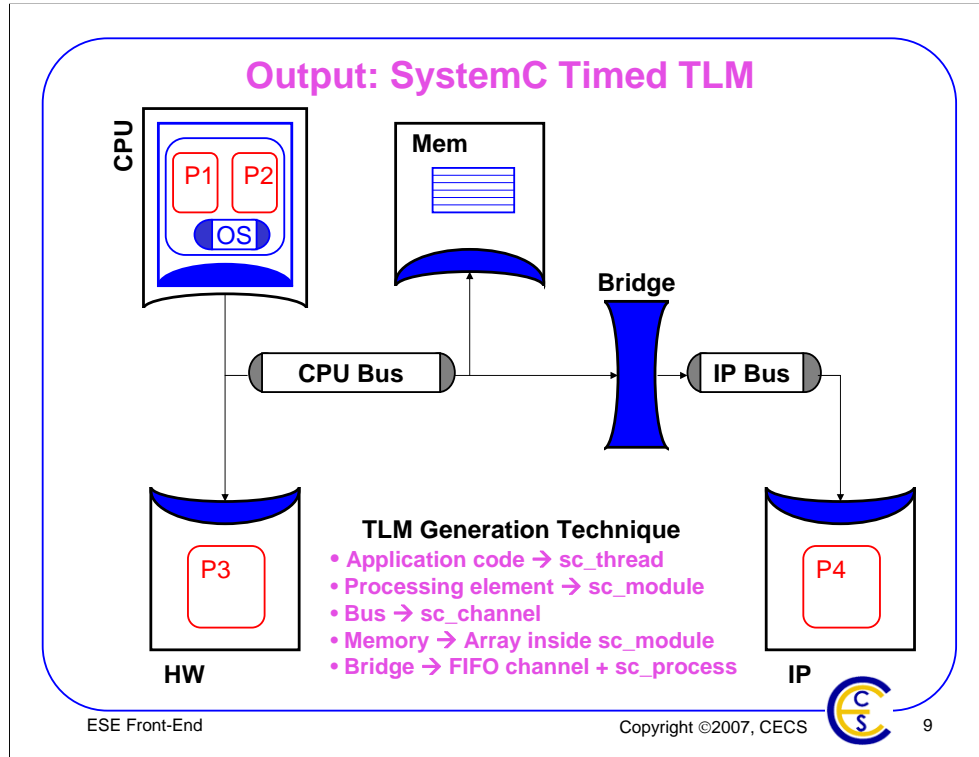 Output: SystemC Timed TLM
CPU
P1
P2
OS
Mem
Bridge
CPU Bus
IP Bus
P3
HW
TLM Generation Technique
• Application code → sc_thread
• Processing element → sc_module
• Bus → sc_channel
• Memory → Array inside sc_module
• Bridge → FIFO channel + sc_process
P4
IP
ESE Front-End
Copyright ©2007, CECS
C
E
S
9